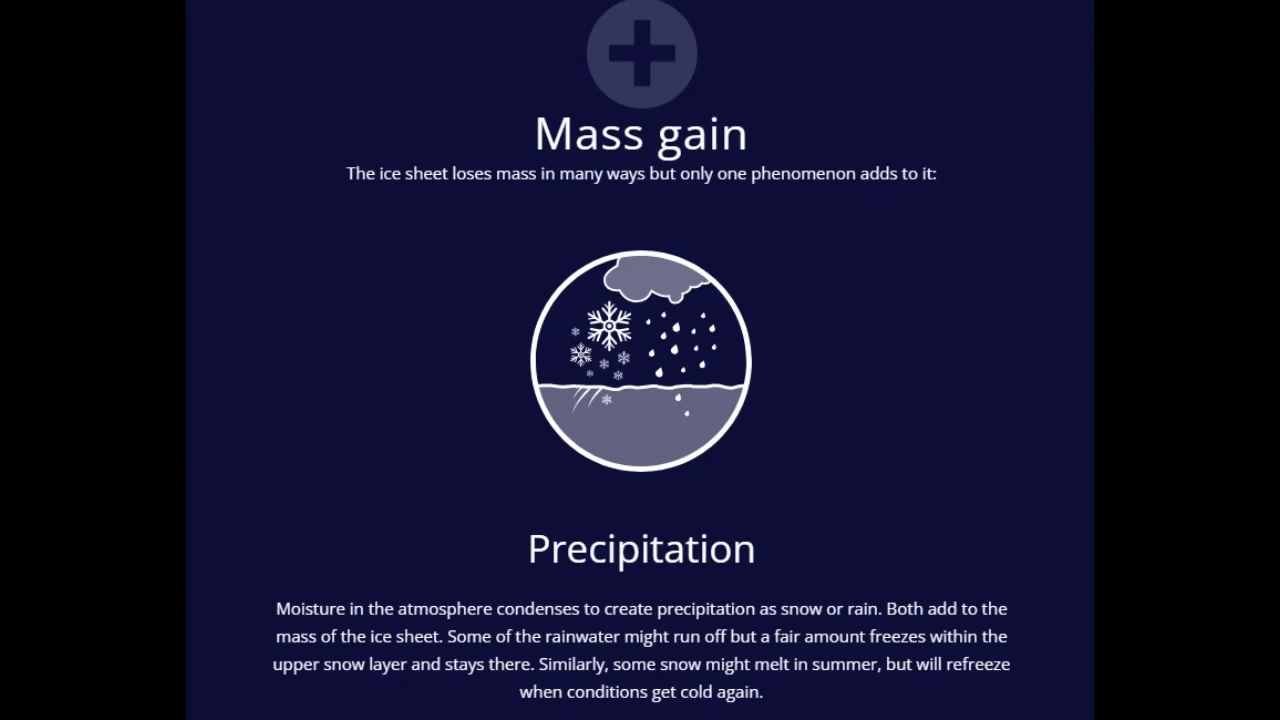 Mass gain
The ice sheet loses mass in many ways but only one phenomenon adds to it:
Precipitation
Moisture in the atmosphere condenses to create precipitation as snow or rain. Both add to the
mass of the ice sheet. Some of the rainwater might run off but a fair amount freezes within the
upper snow layer and stays there. Similarly, some snow might melt in summer, but will refreeze
when conditions get cold again.